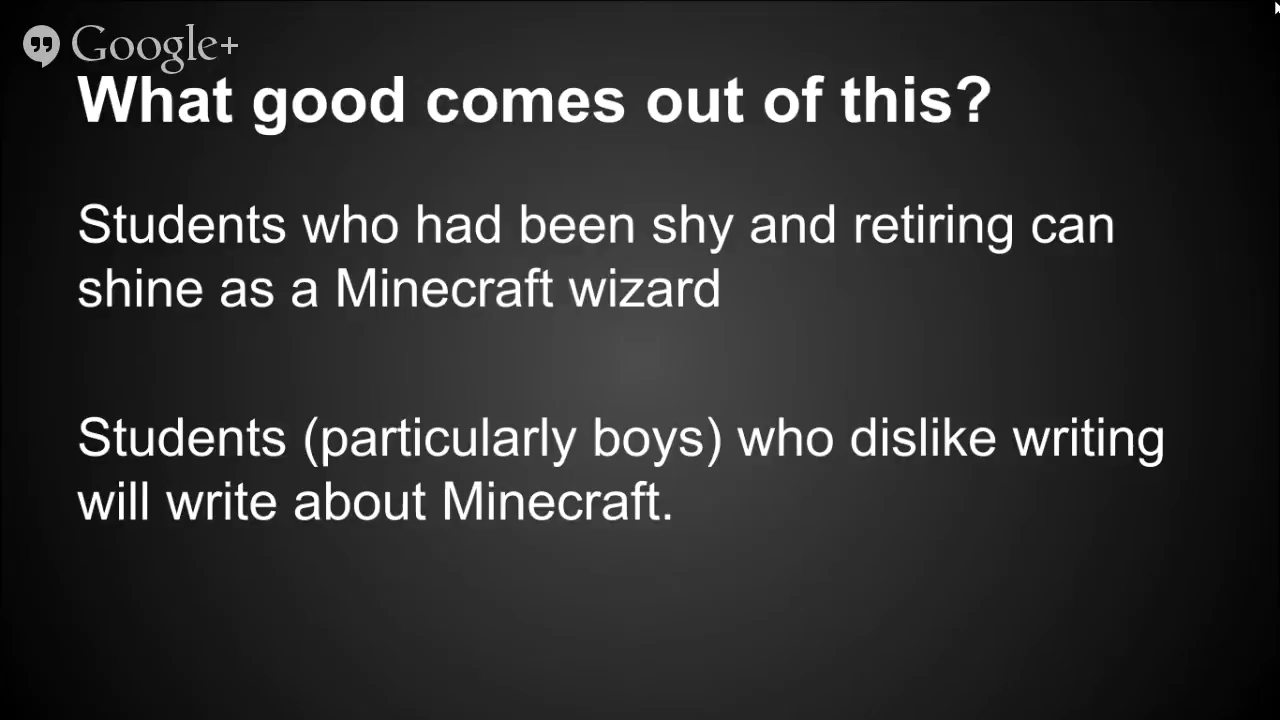 Google+
What good comes out of this?
Students who had been shy and retiring can
shine as a Minecraft wizard
Students (particularly boys) who dislike writing
will write about Minecraft.